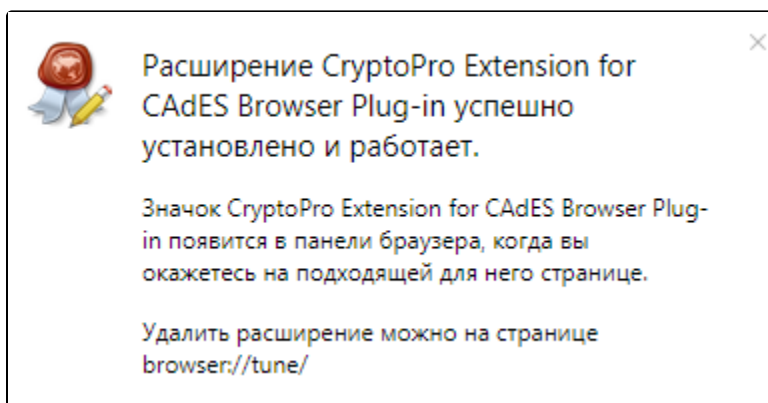 Расширение CryptoPro Extension for
CAdES Browser Plug-in успешно
установлено и работает.
Значок CryptoPro Extension for CAdES Browser Plug-
in появится в панели браузера, когда вы
окажетесь на подходящей для него странице.
Удалить расширение можно на странице
browser://tune/